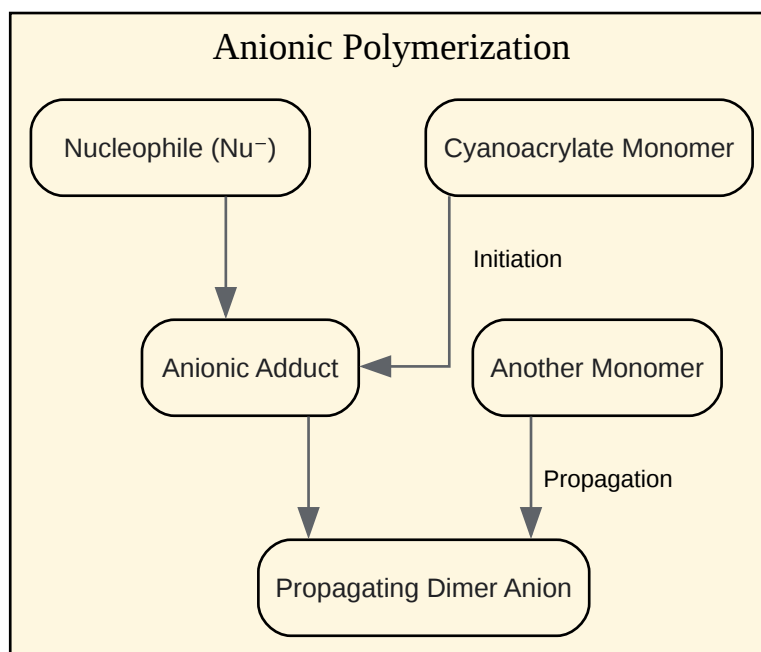 Anionic Polymerization
Nucleophile (Nu⁻)
Cyanoacrylate Monomer
Initiation
Anionic Adduct
Another Monomer
Propagation
Propagating Dimer Anion